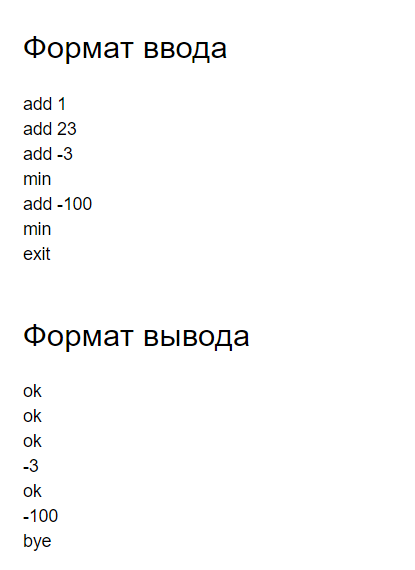 Формат ввода
add 1
add 23
add -3
min
add -100
min
exit
Формат вывода
ok
ok
ok
-3
ok
-100
bye